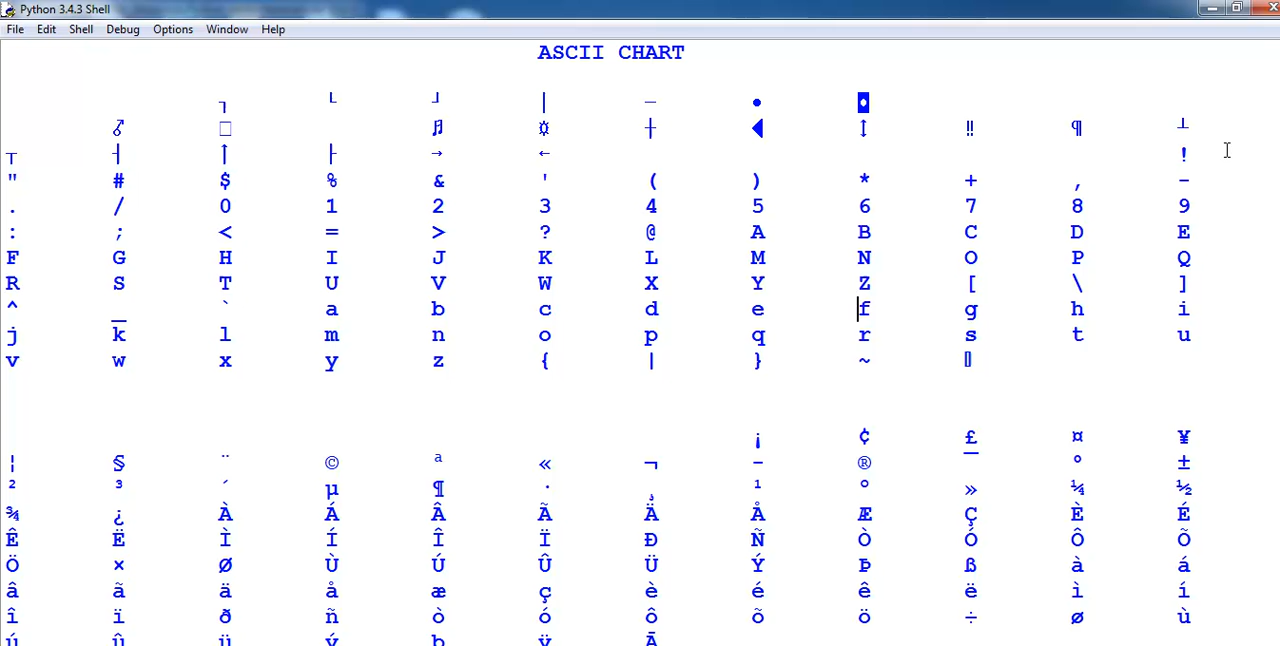 Python 3.4.3 Shell
File Edit Shell Debug Options Window Help
ASCII CHART
┐ └ ┘ │ ─ • ◘
♂ □ ♬ ¤ ┼ ◄ ↕ ‼ ¶ ┴
┬ ┤ ↑ ├ → ← !
" # $ % & ' ( ) * + , -
. / 0 1 2 3 4 5 6 7 8 9
: ; < = > ? @ A B C D E
F G H I J K L M N O P Q
R S T U V W X Y Z [ \ ]
^ _ ` a b c d e f g h i
j k l m n o p q r s t u
v w x y z { | } ~ ▯
¡ ¢ £ ¤ ¥
¦ § ¨ © ª « ¬ - ® ¯ ° ±
² ³ ´ µ ¶ · ¸ ¹ º » ¼ ½
¾ ¿ À Á Â Ã Ä Å Æ Ç È É
Ê Ë Ì Í Î Ï Ð Ñ Ò Ó Ô Õ
Ö × Ø Ù Ú Û Ü Ý Þ ß à á
â ã ä å æ ç è é ê ë ì í
î ï ð ñ ò ó ô õ ö ÷ ø ù
ú û ü ý þ ÿ Ā